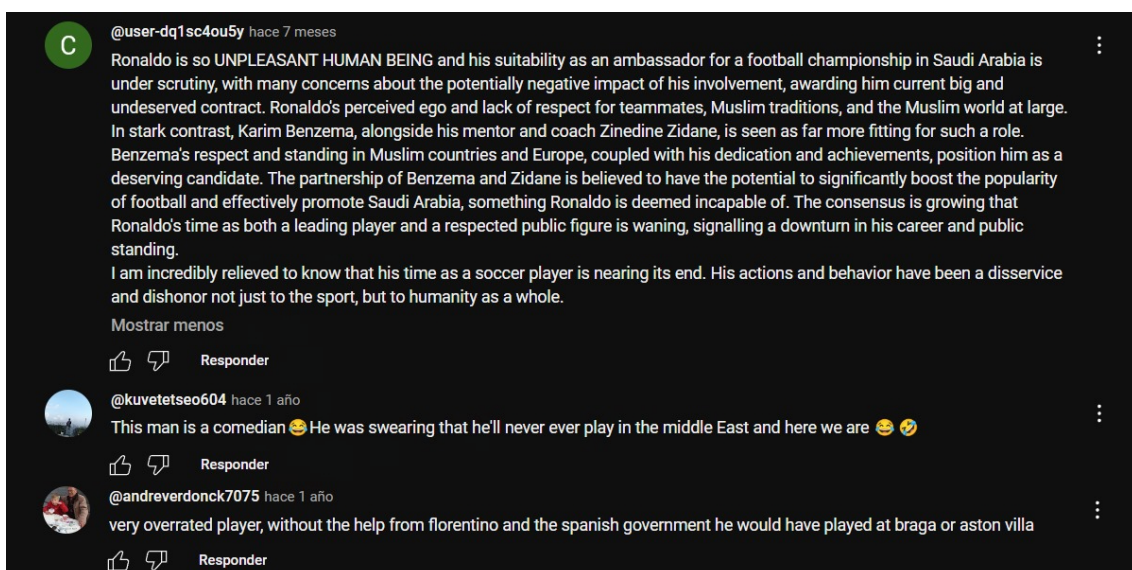 C
@user-dq1sc4ou5y hace 7 meses
Ronaldo is so UNPLEASANT HUMAN BEING and his suitability as an ambassador for a football championship in Saudi Arabia is
under scrutiny, with many concerns about the potentially negative impact of his involvement, awarding him current big and
undeserved contract. Ronaldo's perceived ego and lack of respect for teammates, Muslim traditions, and the Muslim world at large.
In stark contrast, Karim Benzema, alongside his mentor and coach Zinedine Zidane, is seen as far more fitting for such a role.
Benzema's respect and standing in Muslim countries and Europe, coupled with his dedication and achievements, position him as a
deserving candidate. The partnership of Benzema and Zidane is believed to have the potential to significantly boost the popularity
of football and effectively promote Saudi Arabia, something Ronaldo is deemed incapable of. The consensus is growing that
Ronaldo's time as both a leading player and a respected public figure is waning, signalling a downturn in his career and public
standing.
I am incredibly relieved to know that his time as a soccer player is nearing its end. His actions and behavior have been a disservice
and dishonor not just to the sport, but to humanity as a whole.
Mostrar menos
Responder
@kuvetetseo604 hace 1 año
This man is a comedian😂He was swearing that he'll never ever play in the middle East and here we are 😂 🤣
Responder
@andreverdonck7075 hace 1 año
very overrated player, without the help from florentino and the spanish government he would have played at braga or aston villa
Responder